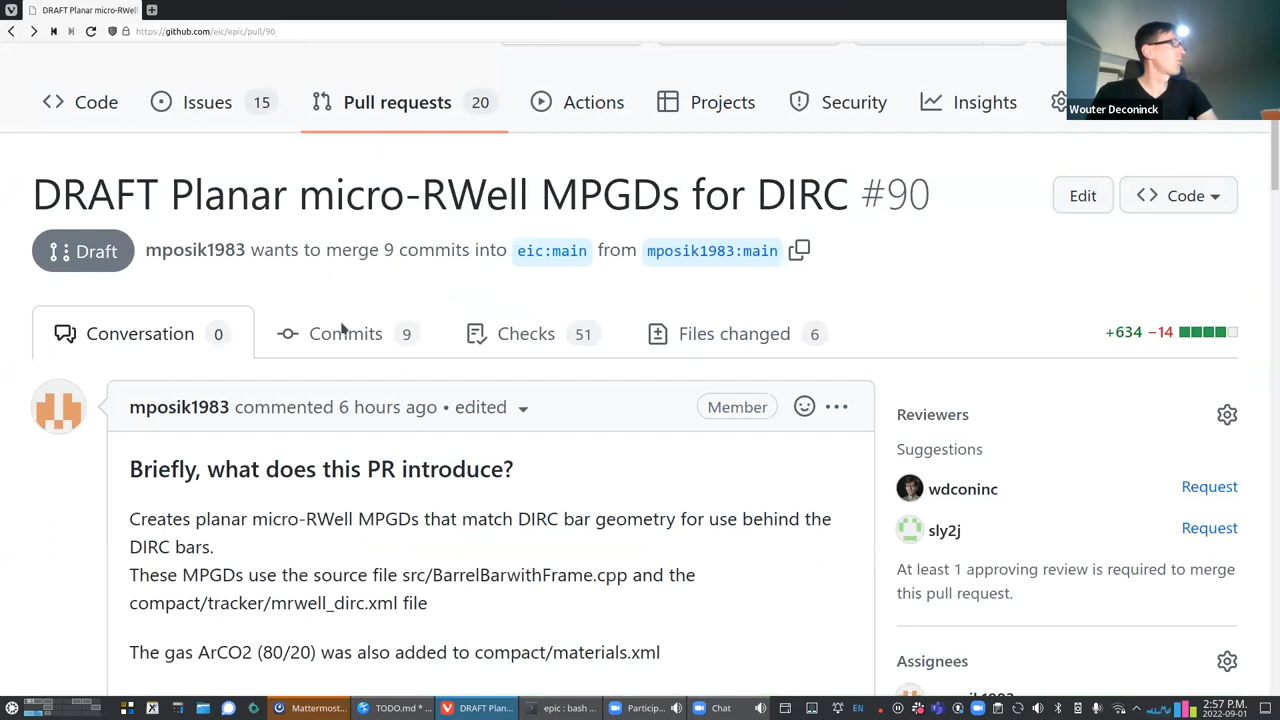 DRAFT Planar micro-RWell
https://github.com/eic/epic/pull/90
Code
Issues 15
Pull requests 20
Actions
Projects
Security
Insights
Wouter Deconinck
DRAFT Planar micro-RWell MPGDs for DIRC #90
Edit
Code
Draft
mposik1983 wants to merge 9 commits into eic:main from mposik1983:main
Conversation 0
Commits 9
Checks 51
Files changed 6
+634 −14
mposik1983 commented 6 hours ago • edited
Member
Briefly, what does this PR introduce?
Creates planar micro-RWell MPGDs that match DIRC bar geometry for use behind the
DIRC bars.
These MPGDs use the source file src/BarrelBarwithFrame.cpp and the
compact/tracker/mrwell_dirc.xml file
The gas ArCO2 (80/20) was also added to compact/materials.xml
Reviewers
Suggestions
wdconinc Request
sly2j Request
At least 1 approving review is required to merge
this pull request.
Assignees
Mattermost...
TODO.md * ...
DRAFT Plan...
epic : bash ...
Particip...
Chat
EN
2:57 PM
2022-09-01